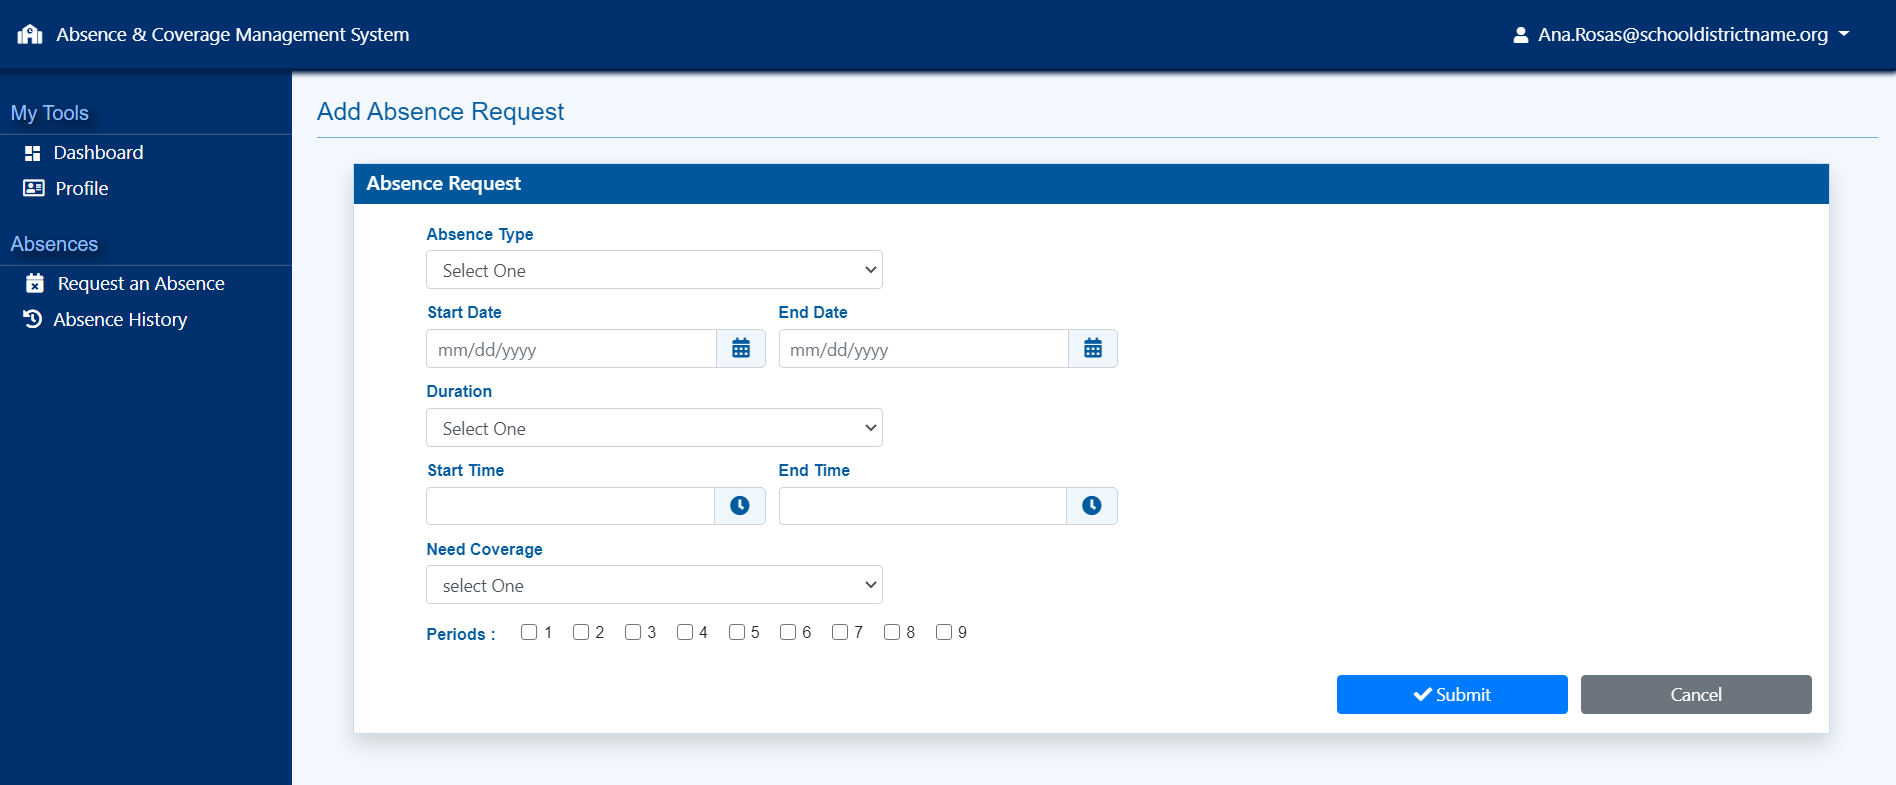 Absence & Coverage Management System
Ana.Rosas@schooldistrictname.org
My Tools
Dashboard
Profile
Absences
Request an Absence
Absence History
Add Absence Request
Absence Request
Absence Type
Select One
Start Date End Date
mm/dd/yyyy mm/dd/yyyy
Duration
Select One
Start Time End Time
Need Coverage
select One
Periods : 1 2 3 4 5 6 7 8 9
Submit Cancel